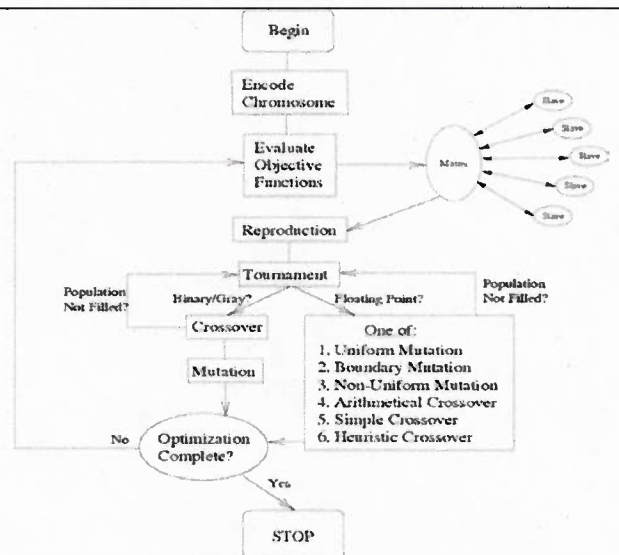 Begin
Encode
Chromosome
Evaluate
Objective
Functions
Slave
Slave
Slave
Slave
Slave
Reproduction
Tournament
Population
Not Filled?
Binary/Gray?
Floating Point?
Population
Not Filled?
Crossover
Mutation
One of:
1. Uniform Mutation
2. Boundary Mutation
3. Non-Uniform Mutation
4. Arithmetical Crossover
5. Simple Crossover
6. Heuristic Crossover
No
Optimization
Complete?
Yes
STOP